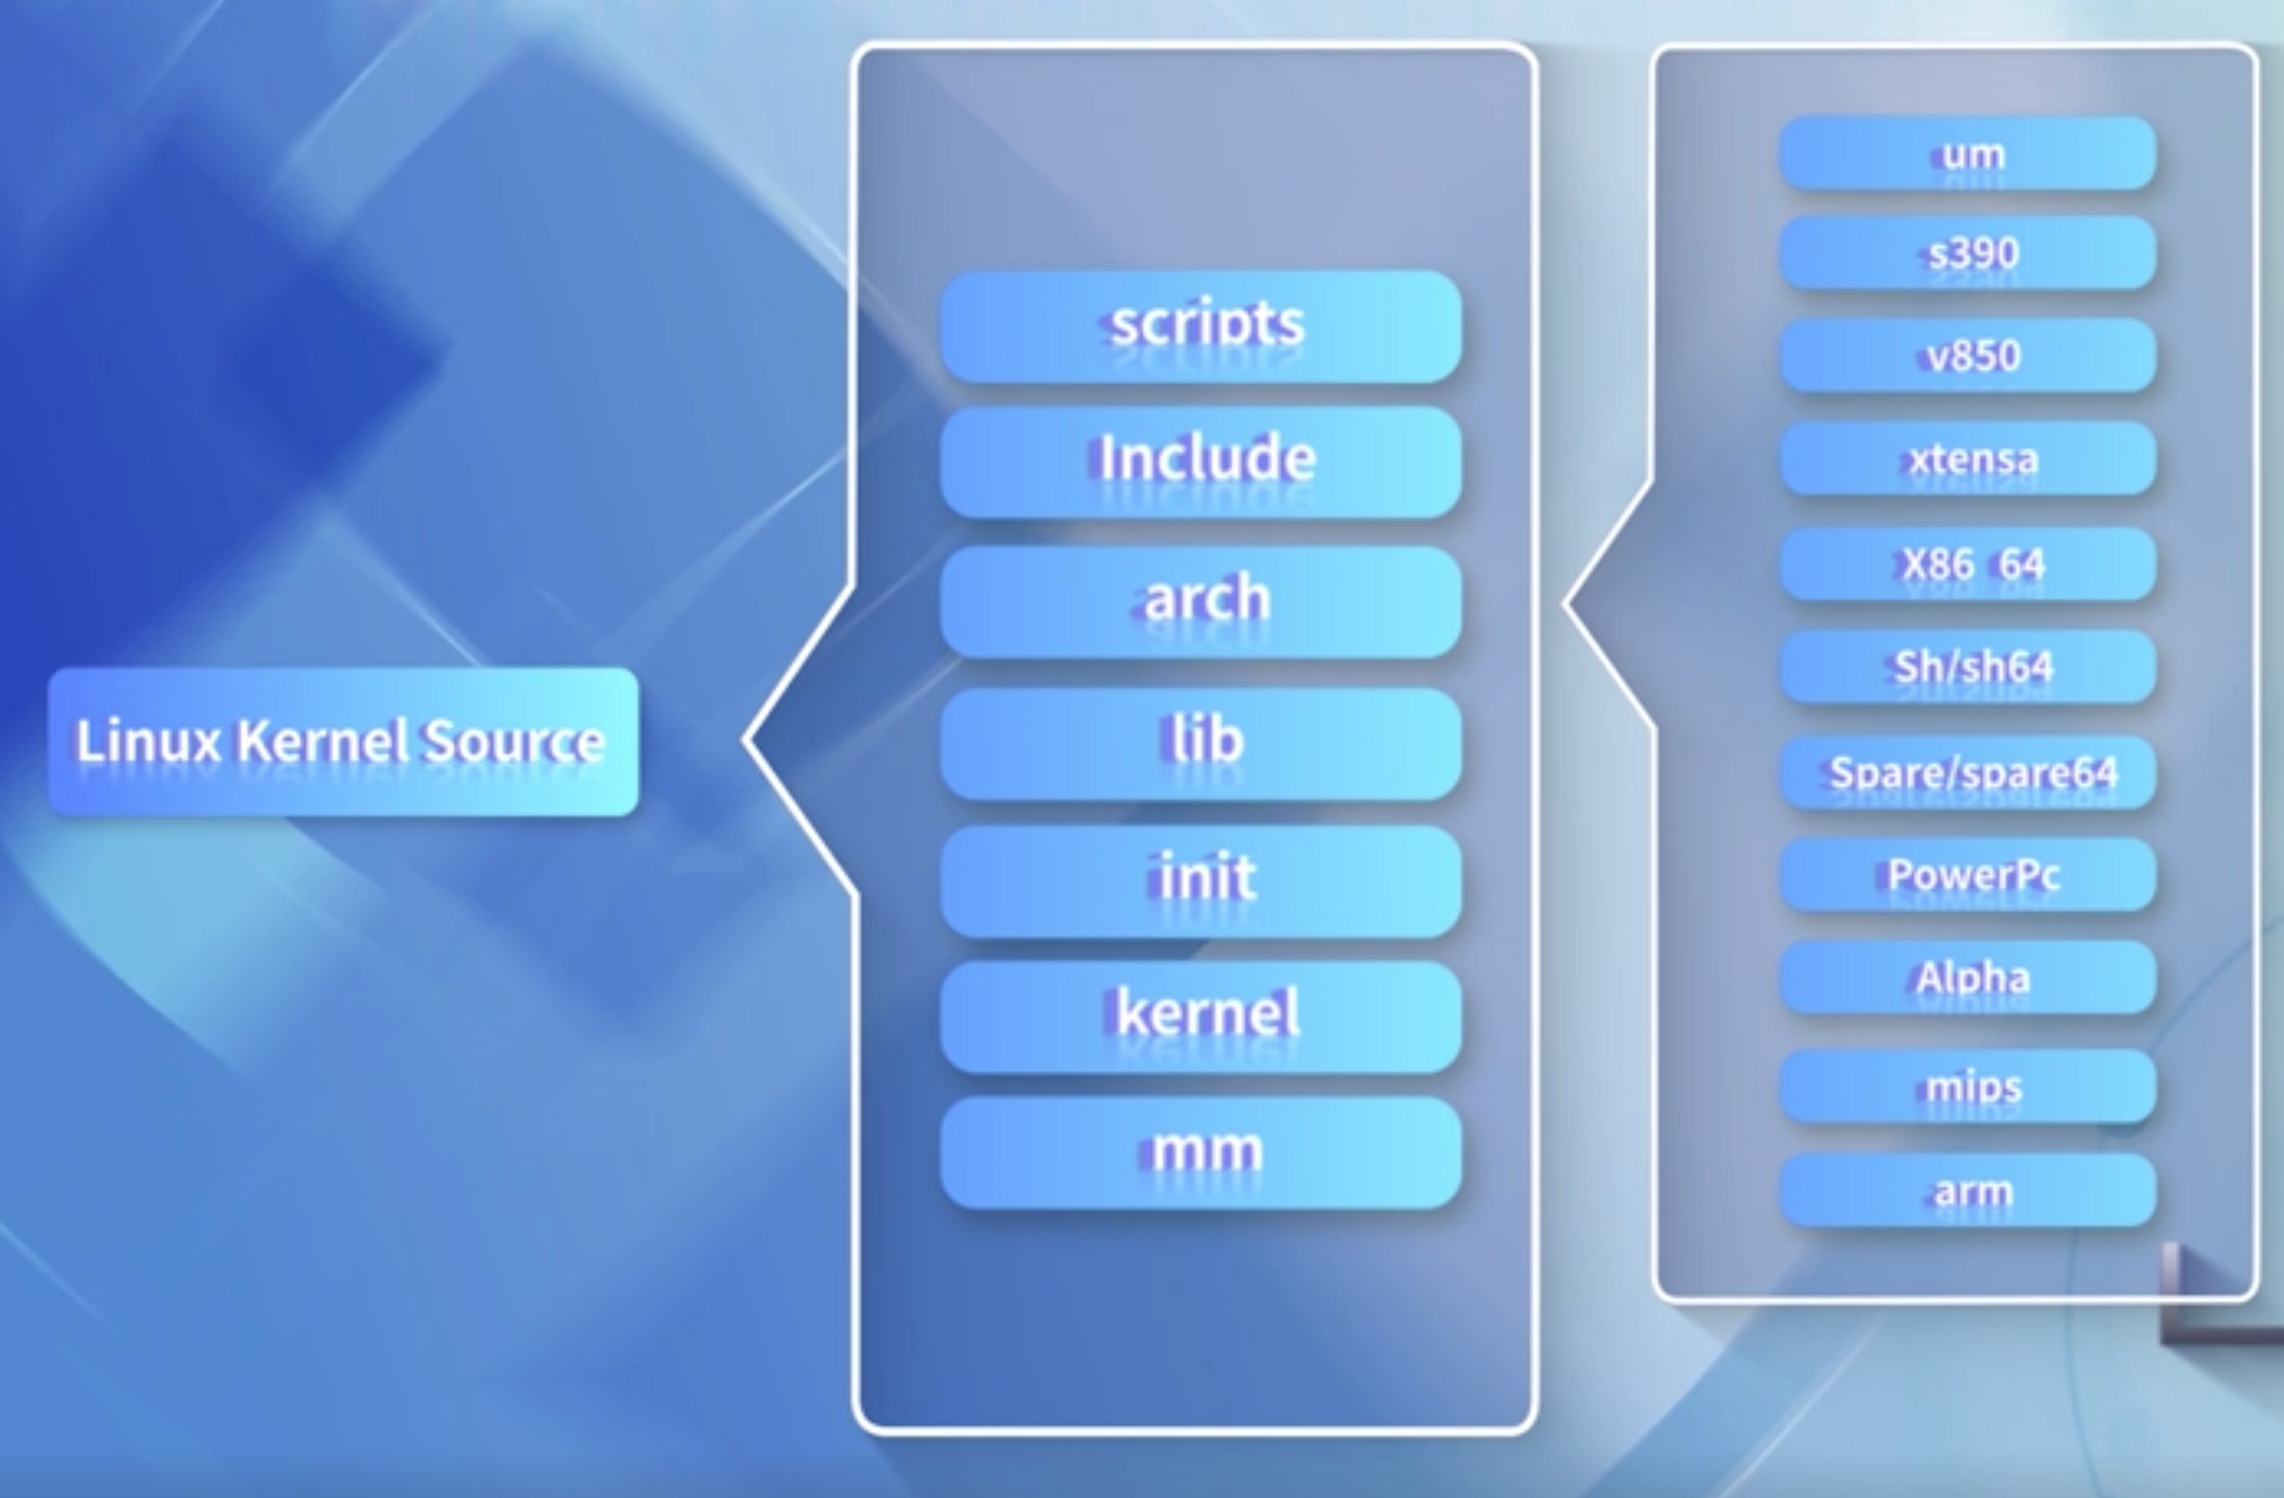 Linux Kernel Source
scripts
Include
arch
lib
init
kernel
mm
um
s390
v850
xtensa
X86 64
Sh/sh64
Spare/spare64
PowerPc
Alpha
mips
arm